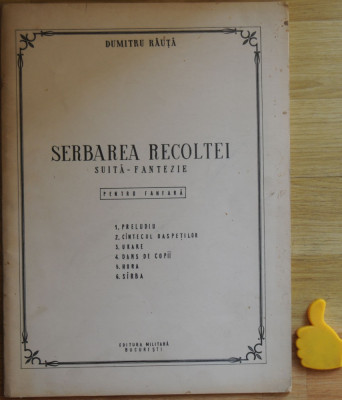 DUMITRU RĂUȚĂ
SERBAREA RECOLTEI
SUITĂ-FANTEZIE
PENTRU FANFARĂ
1. PRELUDIU
2. CÎNTECUL OASPEȚILOR
3. URARE
4. DANS DE COPII
5. HORA
6. SÎRBA
EDITURA MILITARĂ
BUCUREȘTI